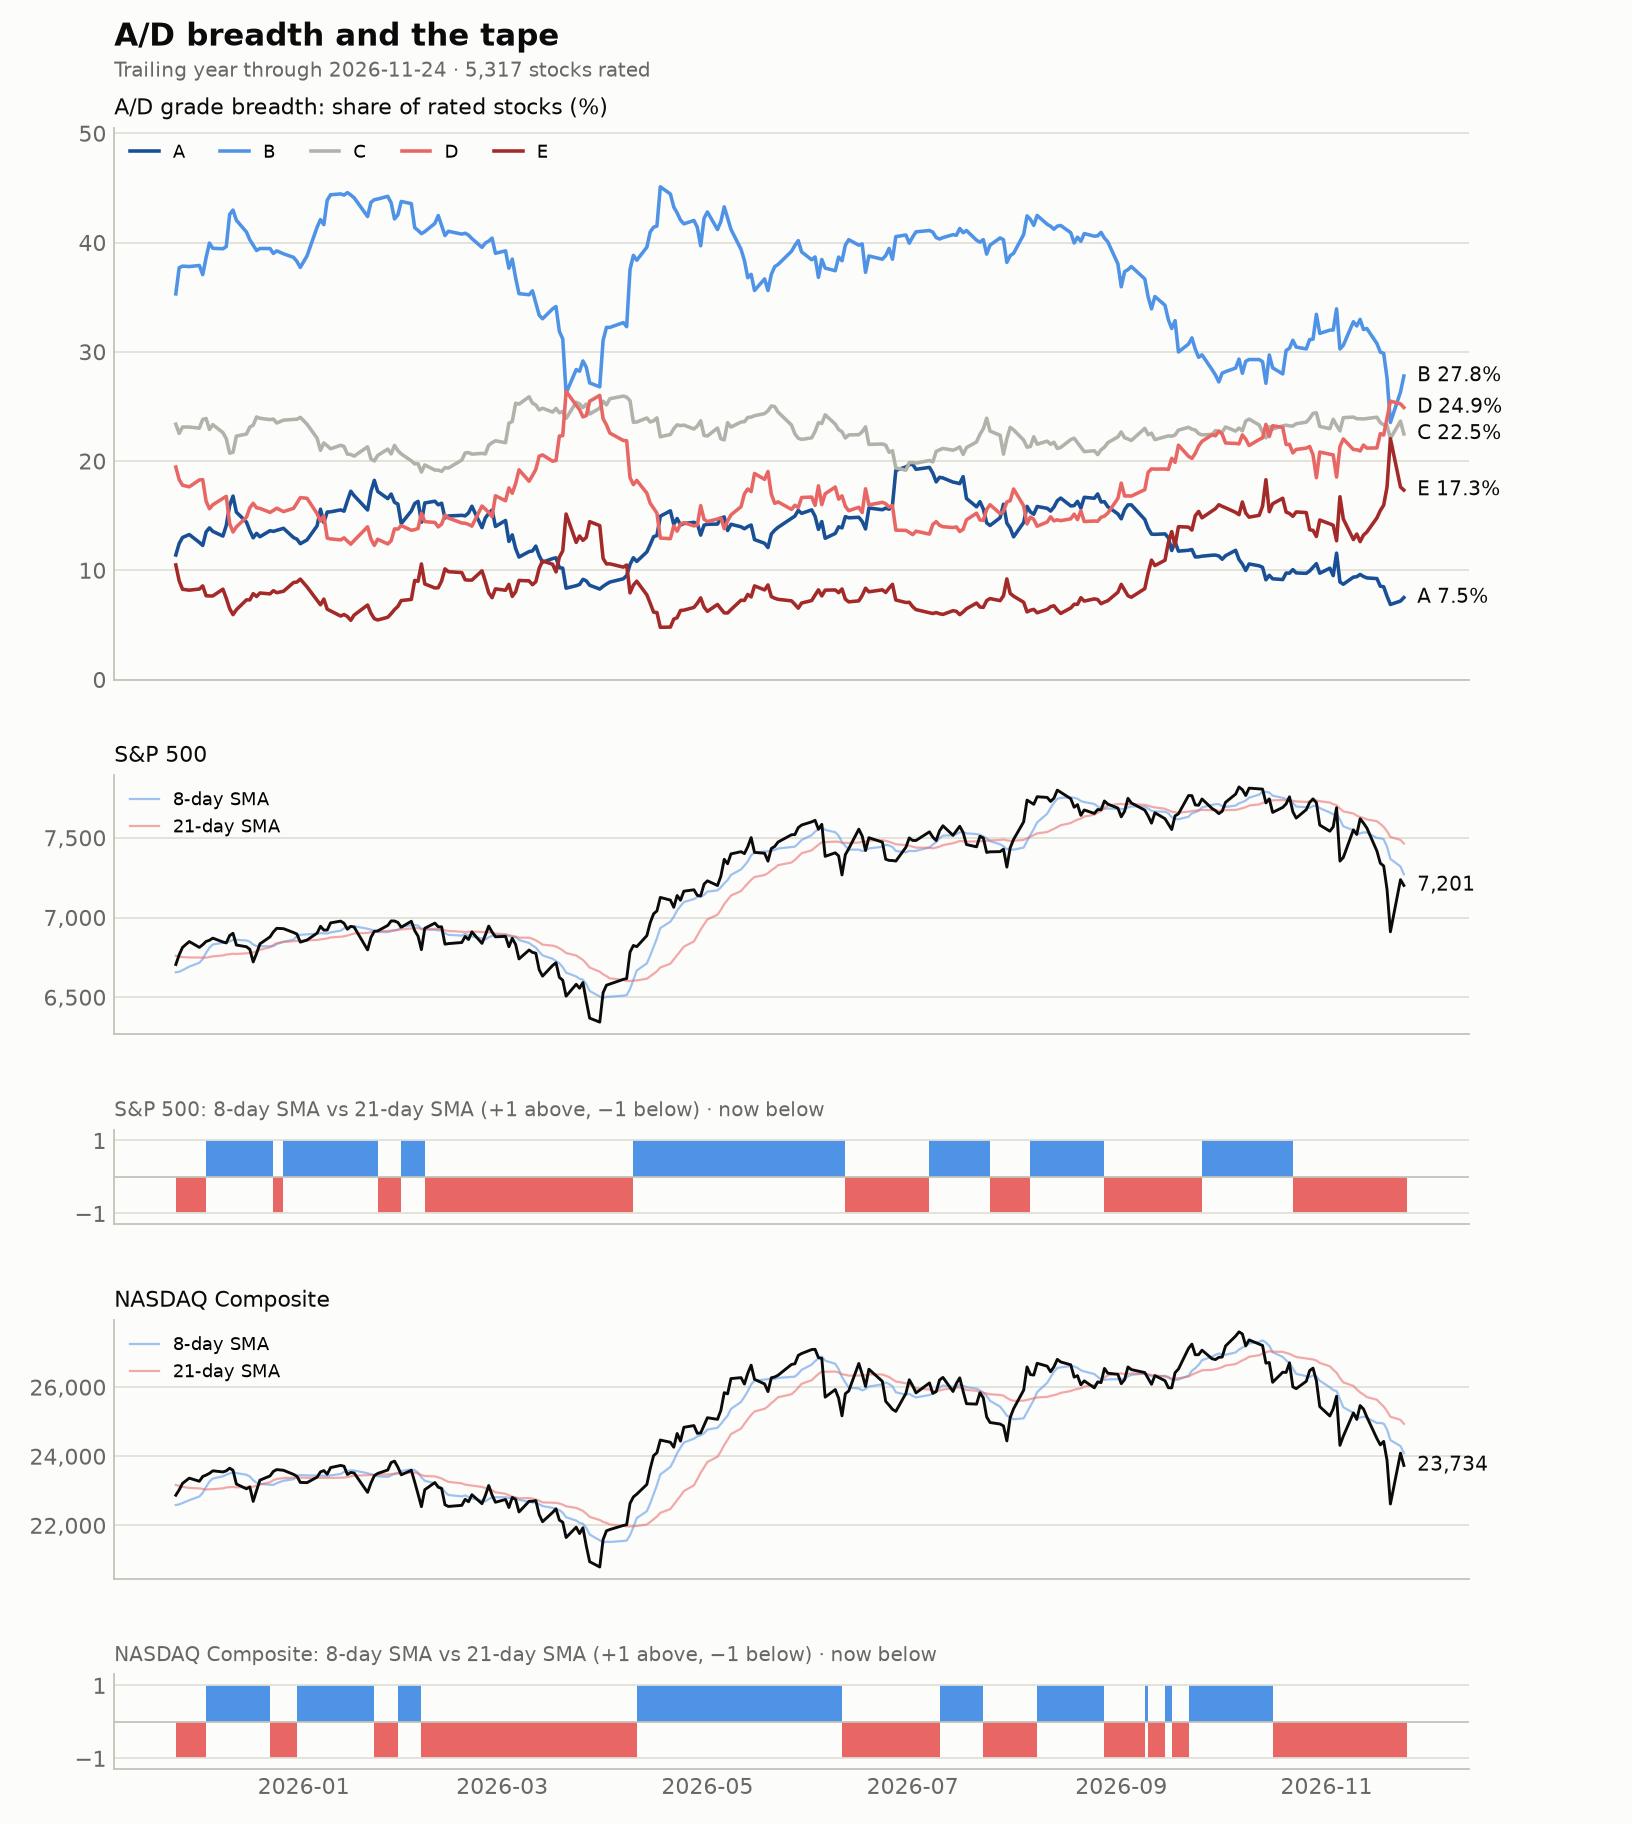 A/D breadth and the tape
Trailing year through 2026-11-24 · 5,317 stocks rated
A/D grade breadth: share of rated stocks (%)
50
A B C D E
40
30
B 27.8%
D 24.9%
C 22.5%
20
E 17.3%
10
A 7.5%
0
S&P 500
8-day SMA
21-day SMA
7,500
7,201
7,000
6,500
S&P 500: 8-day SMA vs 21-day SMA (+1 above, −1 below) · now below
1
−1
NASDAQ Composite
8-day SMA
21-day SMA
26,000
24,000
23,734
22,000
NASDAQ Composite: 8-day SMA vs 21-day SMA (+1 above, −1 below) · now below
1
−1
2026-01 2026-03 2026-05 2026-07 2026-09 2026-11